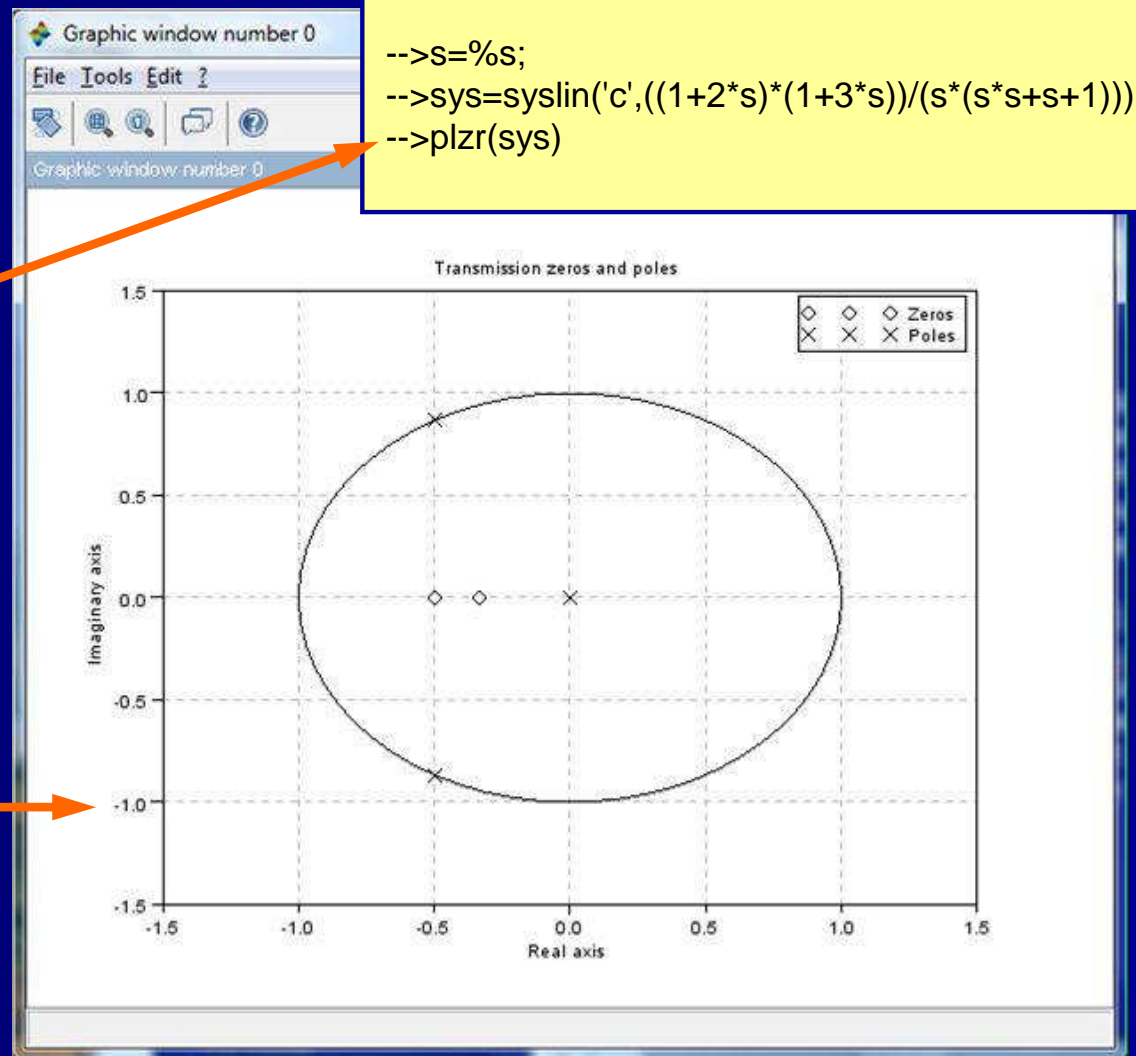 Graphic window number 0
File Tools Edit ?
Graphic window number 0
-->s=%s;
-->sys=syslin('c',((1+2*s)*(1+3*s))/(s*(s*s+s+1)))
-->plzr(sys)
Transmission zeros and poles
Zeros
Poles
1.5
1.0
0.5
0.0
-0.5
-1.0
-1.5
Imaginary axis
-1.5 -1.0 -0.5 0.0 0.5 1.0 1.5
Real axis